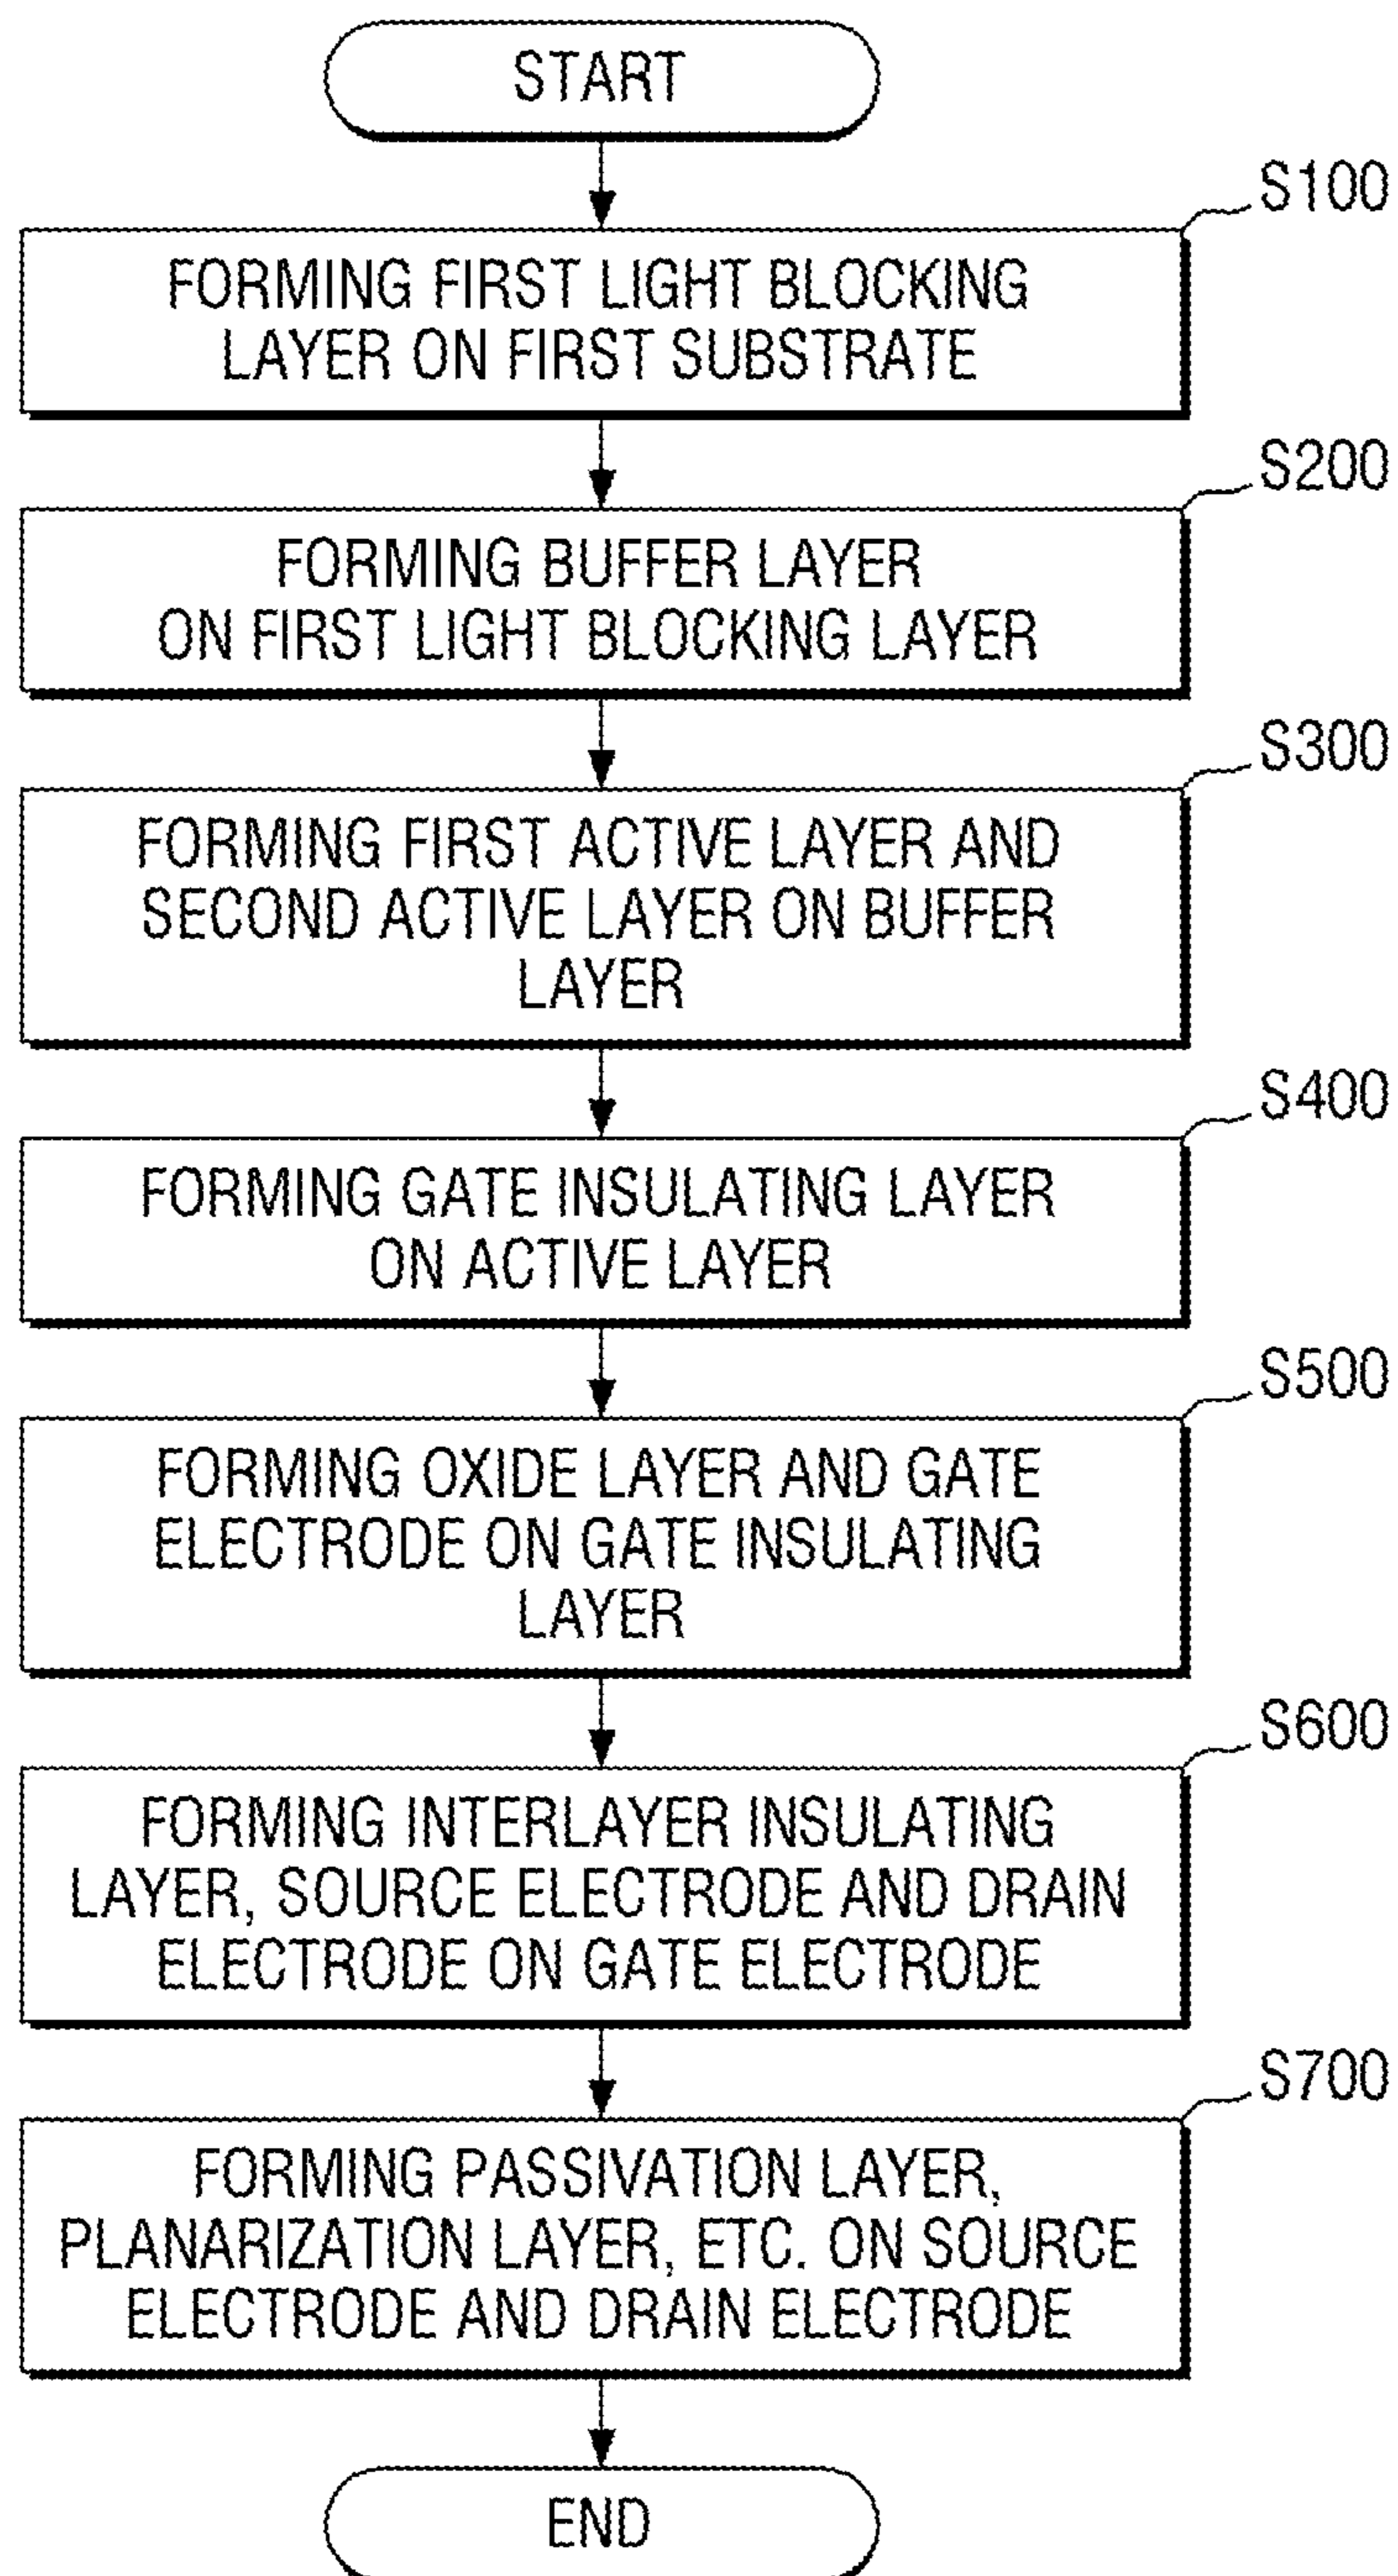 START
S100
FORMING FIRST LIGHT BLOCKING
LAYER ON FIRST SUBSTRATE
S200
FORMING BUFFER LAYER
ON FIRST LIGHT BLOCKING LAYER
S300
FORMING FIRST ACTIVE LAYER AND
SECOND ACTIVE LAYER ON BUFFER
LAYER
S400
FORMING GATE INSULATING LAYER
ON ACTIVE LAYER
S500
FORMING OXIDE LAYER AND GATE
ELECTRODE ON GATE INSULATING
LAYER
S600
FORMING INTERLAYER INSULATING
LAYER, SOURCE ELECTRODE AND DRAIN
ELECTRODE ON GATE ELECTRODE
S700
FORMING PASSIVATION LAYER,
PLANARIZATION LAYER, ETC. ON SOURCE
ELECTRODE AND DRAIN ELECTRODE
END